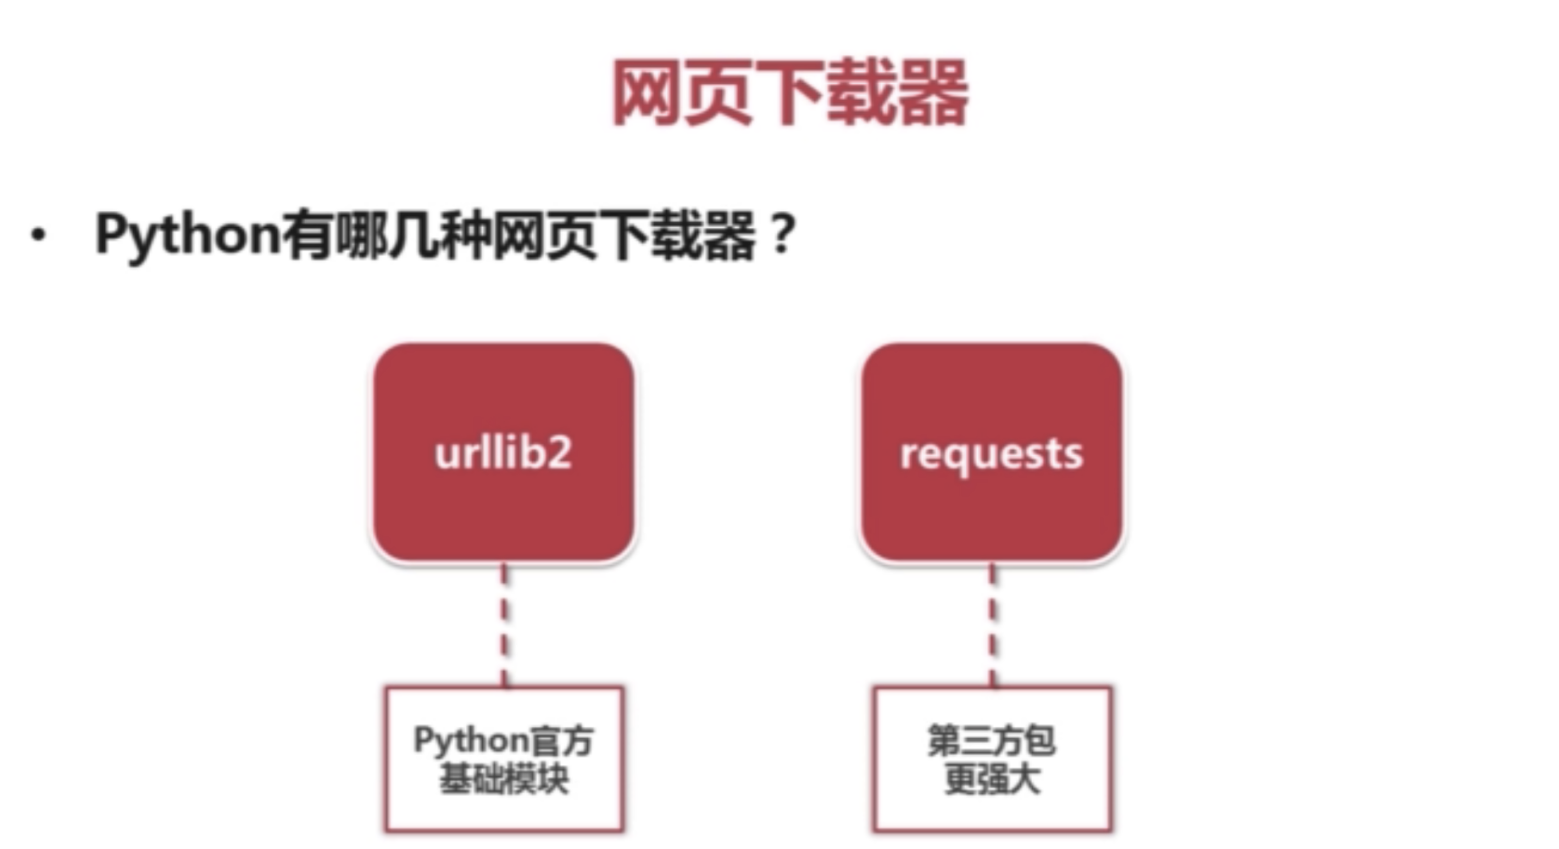 网页下载器
• Python有哪几种网页下载器？
urllib2
requests
Python官方
基础模块
第三方包
更强大